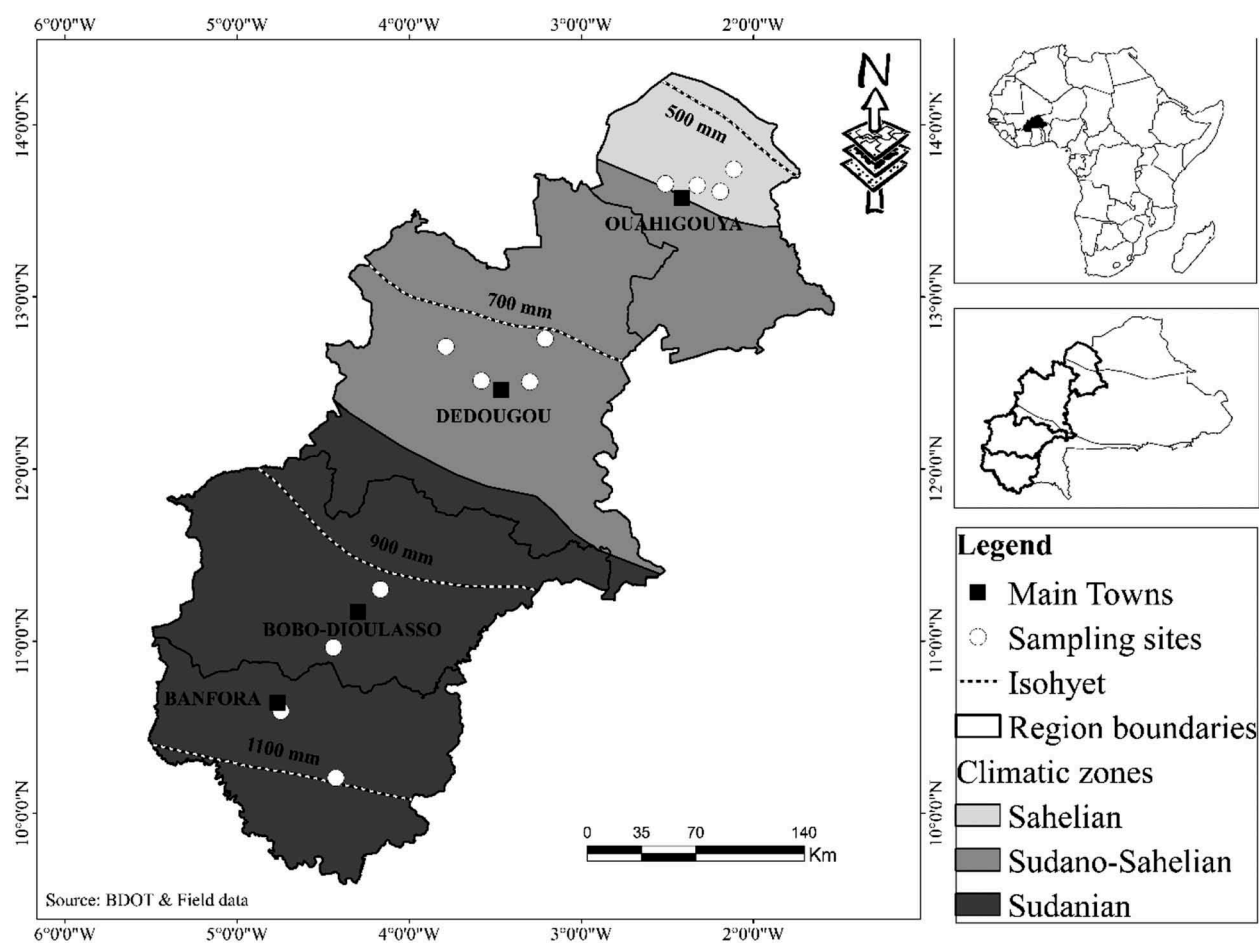 6°0'0"W 5°0'0"W 4°0'0"W 3°0'0"W 2°0'0"W
N
14°0'0"N
14°0'0"N
500 mm
OUAHIGOUYA
13°0'0"N
13°0'0"N
700 mm
DEDOUGOU
12°0'0"N
12°0'0"N
900 mm
BOBO-DIOULASSO
11°0'0"N
11°0'0"N
BANFORA
1100 mm
10°0'0"N
10°0'0"N
0 35 70 140
Km
Source: BDOT & Field data
6°0'0"W 5°0'0"W 4°0'0"W 3°0'0"W 2°0'0"W
Legend
Main Towns
Sampling sites
Isohyet
Region boundaries
Climatic zones
Sahelian
Sudano-Sahelian
Sudanian